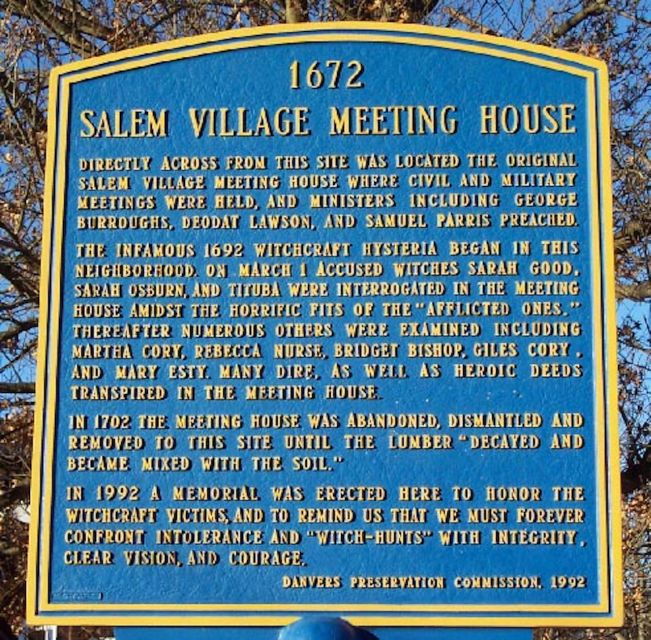 1672
SALEM VILLAGE MEETING HOUSE
DIRECTLY ACROSS FROM THIS SITE WAS LOCATED THE ORIGINAL
SALEM VILLAGE MEETING HOUSE WHERE CIVIL AND MILITARY
MEETINGS WERE HELD, AND MINISTERS INCLUDING GEORGE
BURROUGHS, DEODAT LAWSON, AND SAMUEL PARRIS PREACHED.
THE INFAMOUS 1692 WITCHCRAFT HYSTERIA BEGAN IN THIS
NEIGHBORHOOD. ON MARCH 1 ACCUSED WITCHES SARAH GOOD,
SARAH OSBURN, AND TITUBA WERE INTERROGATED IN THE MEETING
HOUSE AMIDST THE HORRIFIC FITS OF THE "AFFLICTED ONES."
THEREAFTER NUMEROUS OTHERS WERE EXAMINED INCLUDING
MARTHA CORY, REBECCA NURSE, BRIDGET BISHOP, GILES CORY,
AND MARY ESTY. MANY DIRE, AS WELL AS HEROIC DEEDS
TRANSPIRED IN THE MEETING HOUSE.
IN 1702 THE MEETING HOUSE WAS ABANDONED, DISMANTLED AND
REMOVED TO THIS SITE UNTIL THE LUMBER "DECAYED AND
BECAME MIXED WITH THE SOIL."
IN 1992 A MEMORIAL WAS ERECTED HERE TO HONOR THE
WITCHCRAFT VICTIMS, AND TO REMIND US THAT WE MUST FOREVER
CONFRONT INTOLERANCE AND "WITCH-HUNTS" WITH INTEGRITY,
CLEAR VISION, AND COURAGE.
DANVERS PRESERVATION COMMISSION, 1992